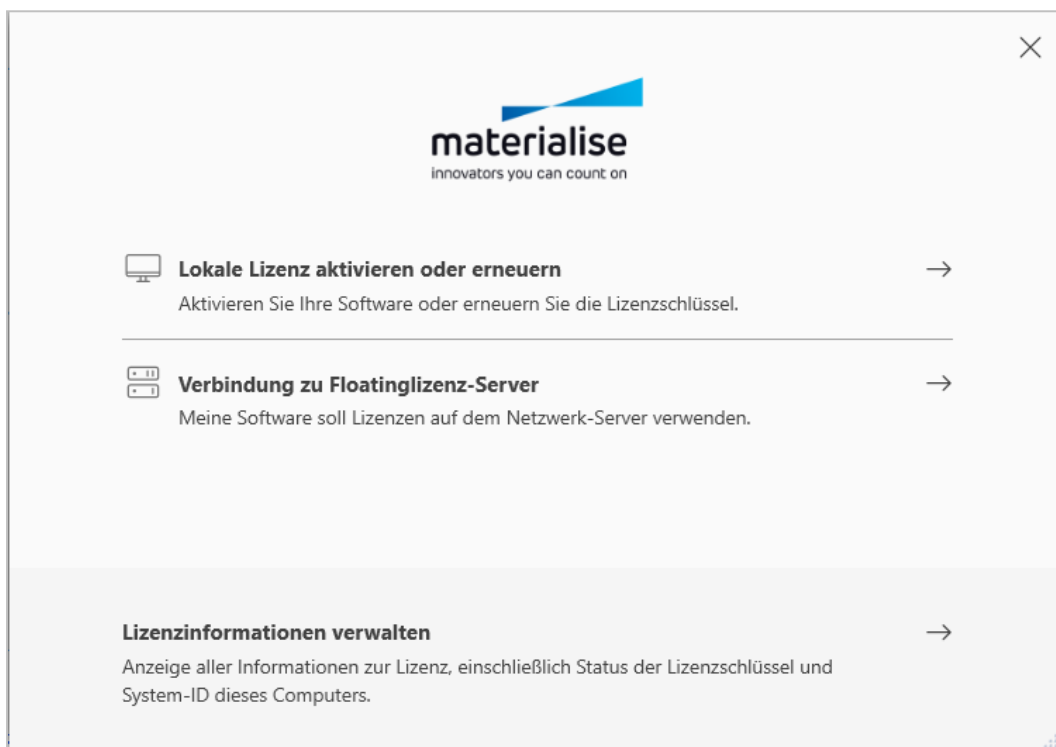 materialise
innovators you can count on
Lokale Lizenz aktivieren oder erneuern
Aktivieren Sie Ihre Software oder erneuern Sie die Lizenzschlüssel.
Verbindung zu Floatinglizenz-Server
Meine Software soll Lizenzen auf dem Netzwerk-Server verwenden.
Lizenzinformationen verwalten
Anzeige aller Informationen zur Lizenz, einschließlich Status der Lizenzschlüssel und
System-ID dieses Computers.